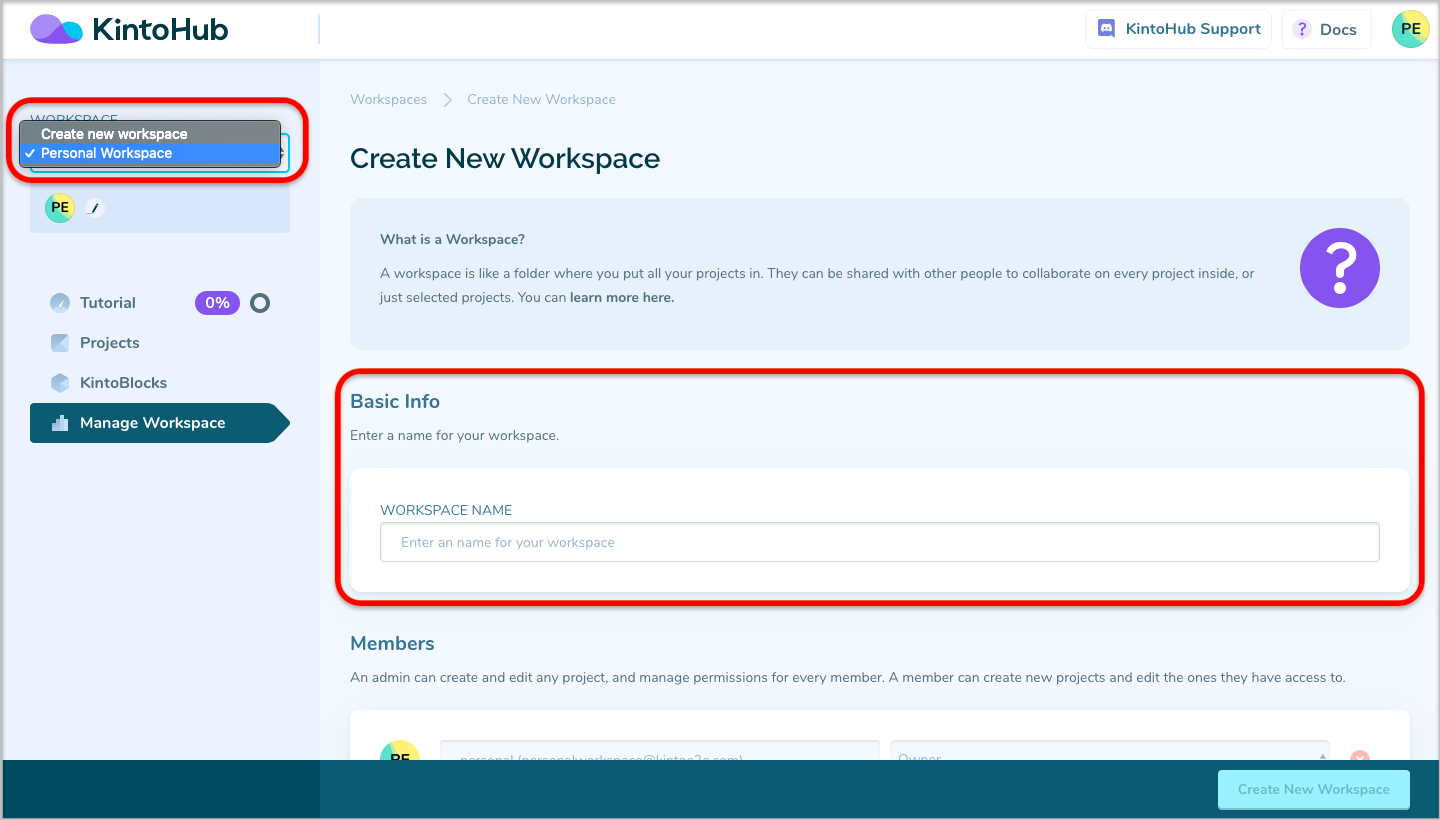 KintoHub
KintoHub Support
? Docs
PE
WORKSPACE
Create new workspace
✓ Personal Workspace
PE
Tutorial 0%
Projects
KintoBlocks
Manage Workspace
Workspaces > Create New Workspace
Create New Workspace
What is a Workspace?
A workspace is like a folder where you put all your projects in. They can be shared with other people to collaborate on every project inside, or
just selected projects. You can learn more here.
?
Basic Info
Enter a name for your workspace.
WORKSPACE NAME
Enter an name for your workspace
Members
An admin can create and edit any project, and manage permissions for every member. A member can create new projects and edit the ones they have access to.
PE
personal (personalworkspace@kintoe2e.com)
Owner
Create New Workspace